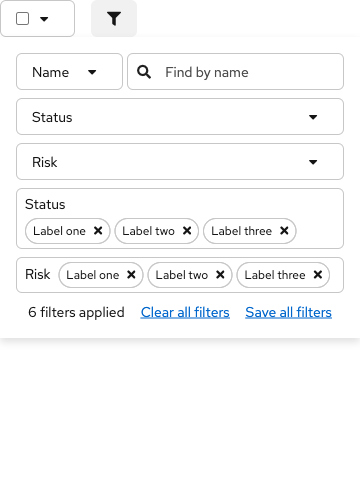 Name Find by name
Status
Risk
Status
Label one Label two Label three
Risk Label one Label two Label three
6 filters applied Clear all filters Save all filters